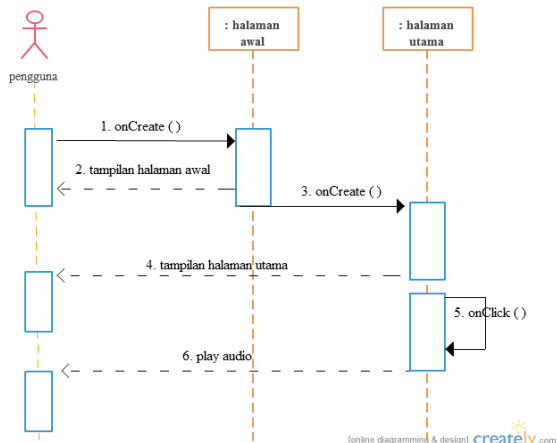 : halaman
awal
: halaman
utama
pengguna
1. onCreate ( )
2. tampilan halaman awal
3. onCreate ( )
4. tampilan halaman utama
5. onClick ( )
6. play audio
[online diagramming & design] creately.com